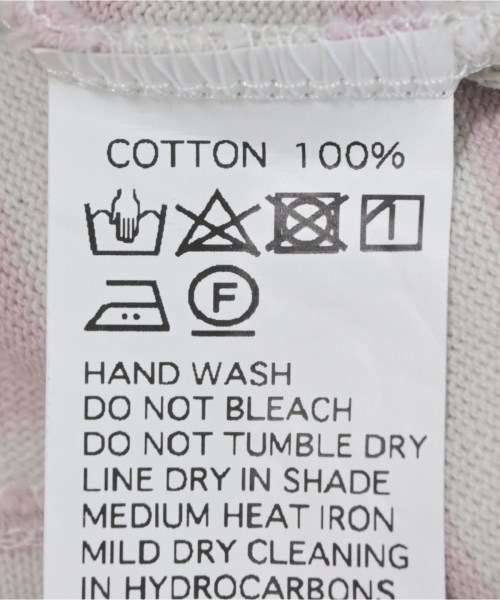 COTTON 100%
F
HAND WASH
DO NOT BLEACH
DO NOT TUMBLE DRY
LINE DRY IN SHADE
MEDIUM HEAT IRON
MILD DRY CLEANING
IN HYDROCARBONS